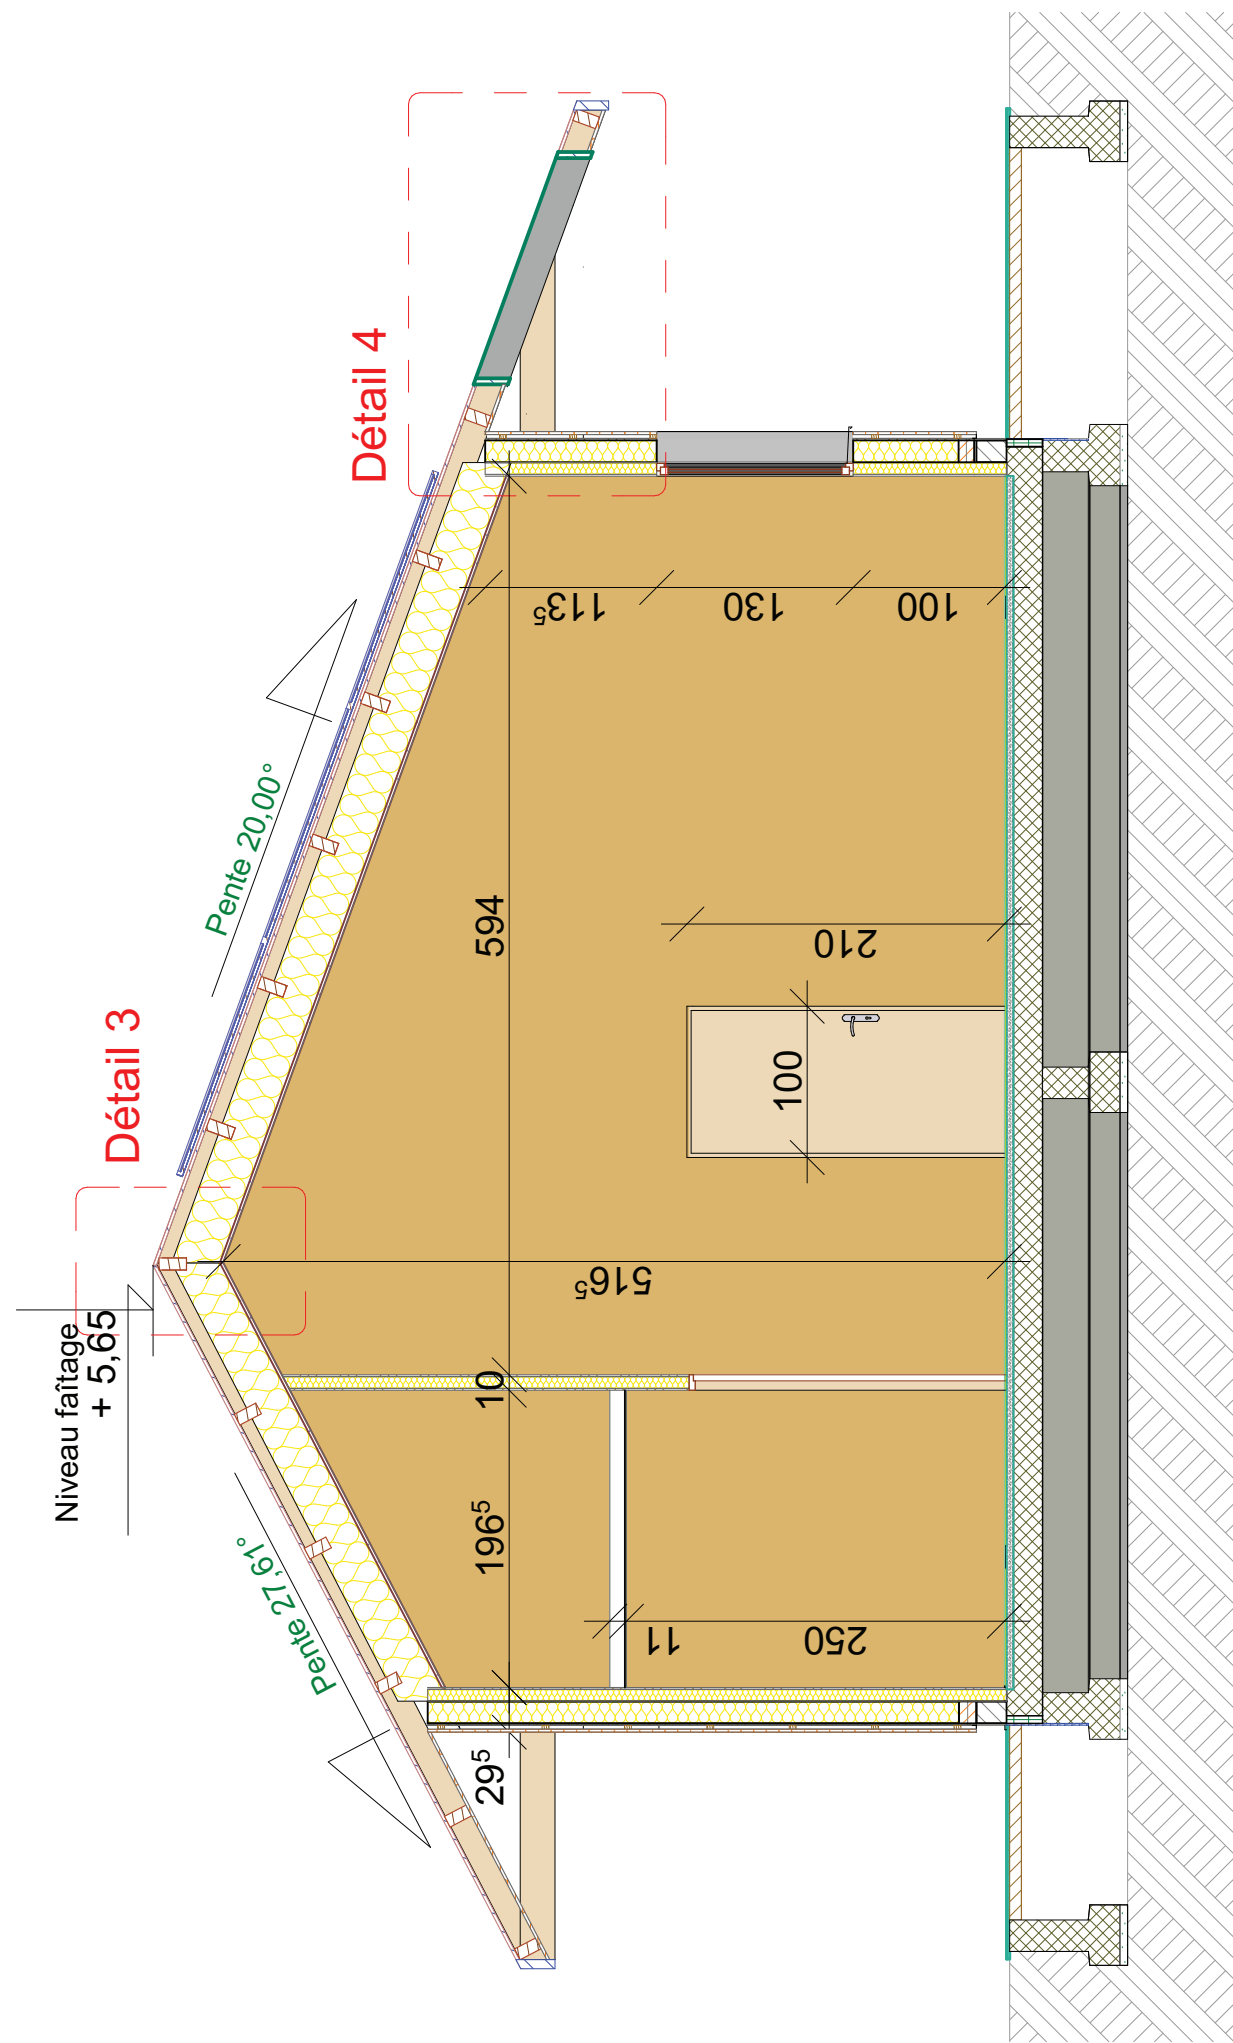 Niveau faîtage
+ 5,65
Détail 3
Détail 4
Pente 27,61°
Pente 20,00°
29⁵
196⁵
10
594
516⁵
11
250
100
210
113⁵
130
100